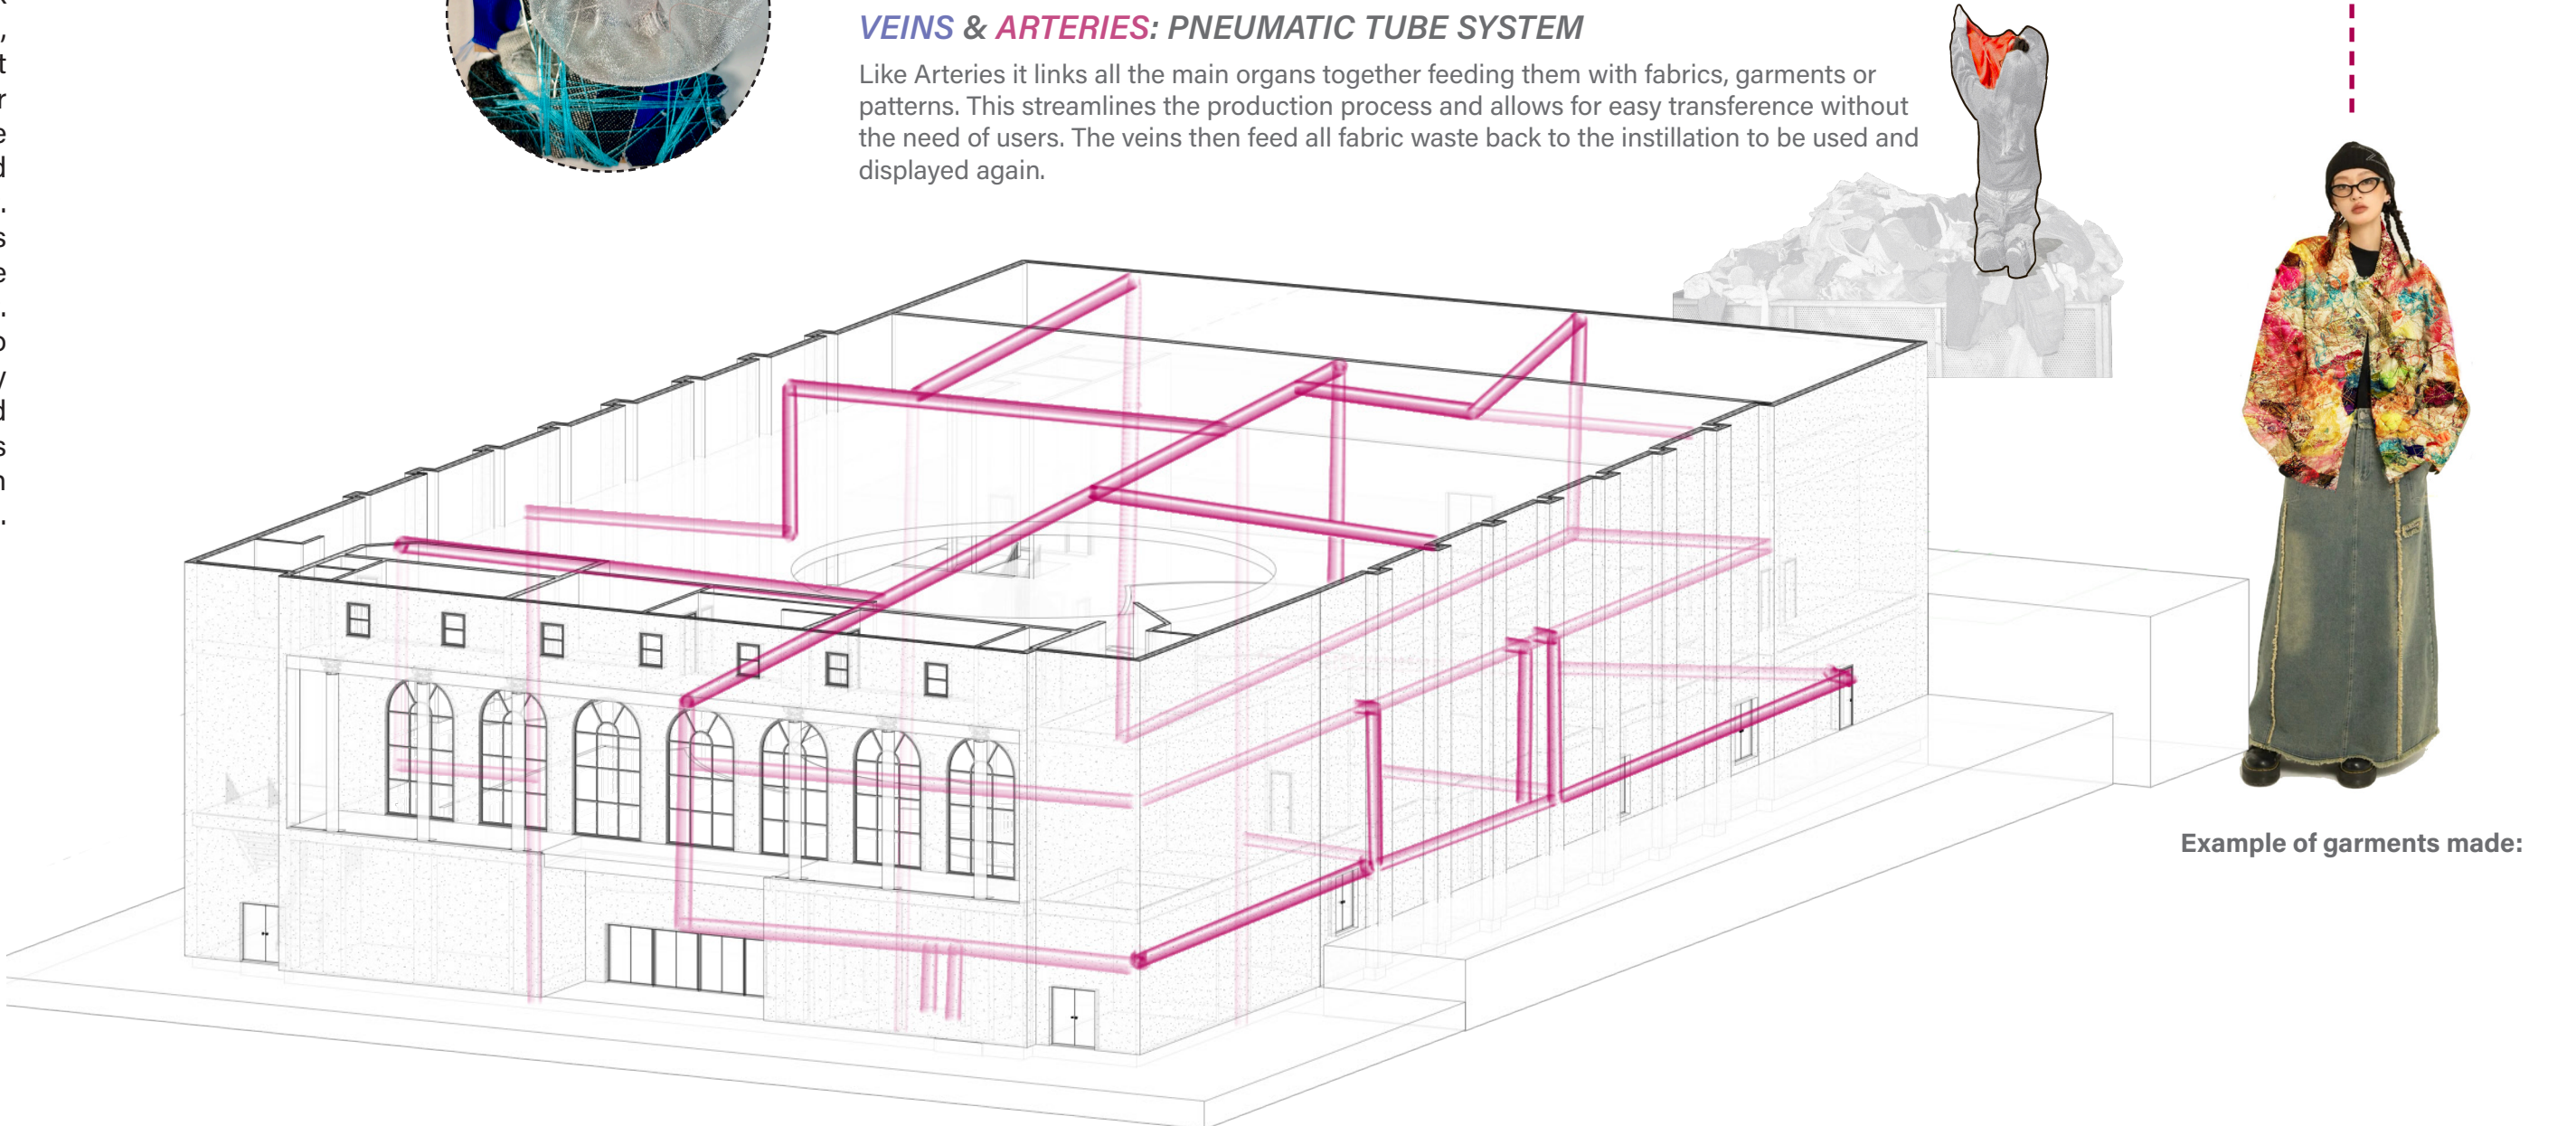 VEINS & ARTERIES: PNEUMATIC TUBE SYSTEM
Like Arteries it links all the main organs together feeding them with fabrics, garments or
patterns. This streamlines the production process and allows for easy transference without
the need of users. The veins then feed all fabric waste back to the instillation to be used and
displayed again.
Example of garments made: